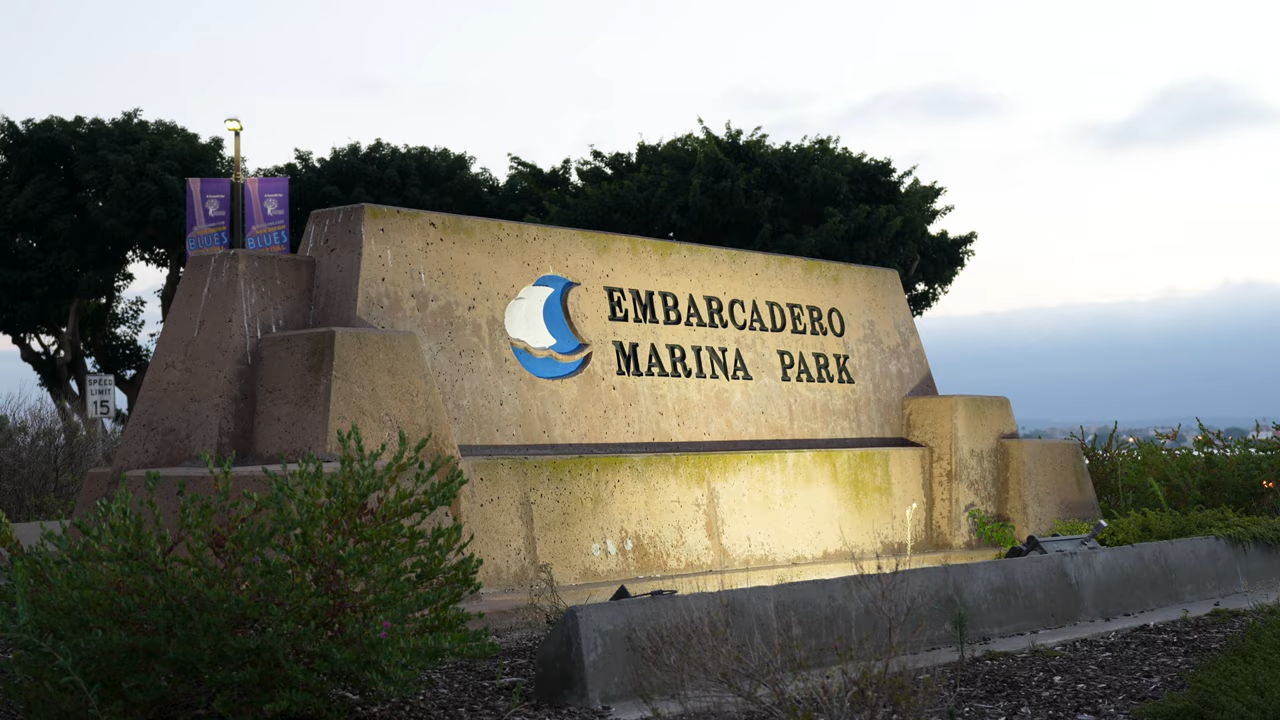 EMBARCADERO
MARINA PARK
BLUES
BLUES
SPEED
LIMIT
15